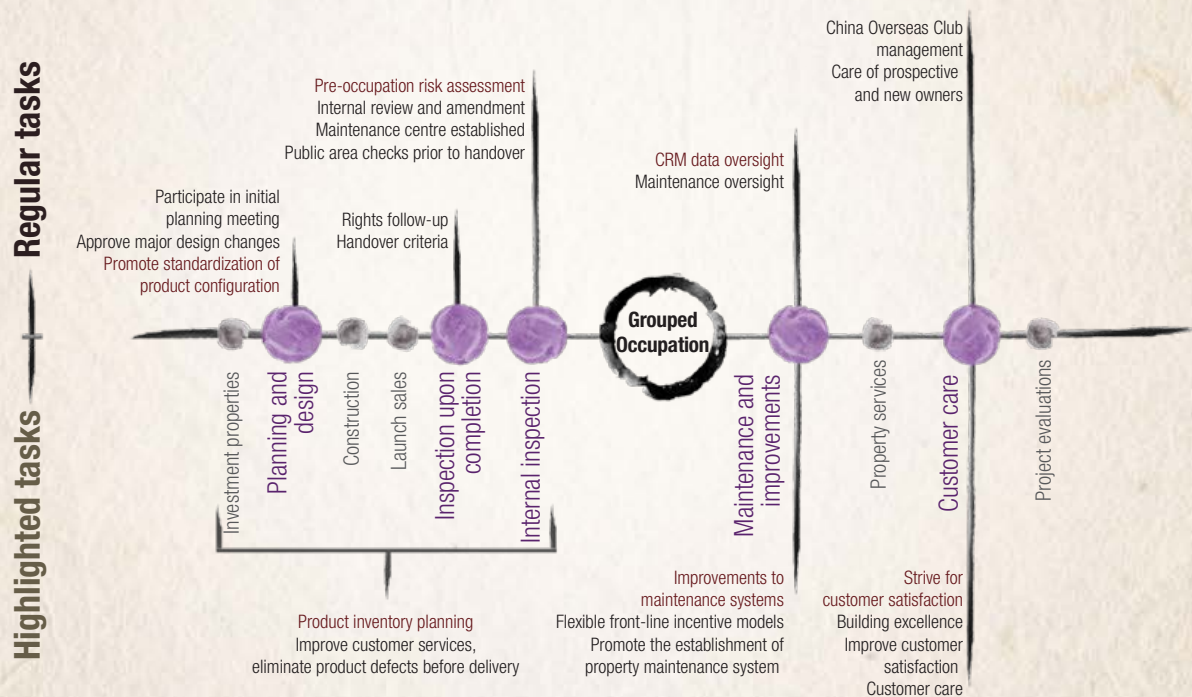 Regular tasks
Highlighted tasks
Participate in initial
planning meeting
Approve major design changes
Promote standardization of
product configuration
Pre-occupation risk assessment
Internal review and amendment
Maintenance centre established
Public area checks prior to handover
Rights follow-up
Handover criteria
CRM data oversight
Maintenance oversight
China Overseas Club
management
Care of prospective
and new owners
Grouped
Occupation
Investment properties
Planning and
design
Construction
Launch sales
Inspection upon
completion
Internal inspection
Maintenance and
improvements
Property services
Customer care
Project evaluations
Product inventory planning
Improve customer services,
eliminate product defects before delivery
Improvements to
maintenance systems
Flexible front-line incentive models
Promote the establishment of
property maintenance system
Strive for
customer satisfaction
Building excellence
Improve customer
satisfaction
Customer care